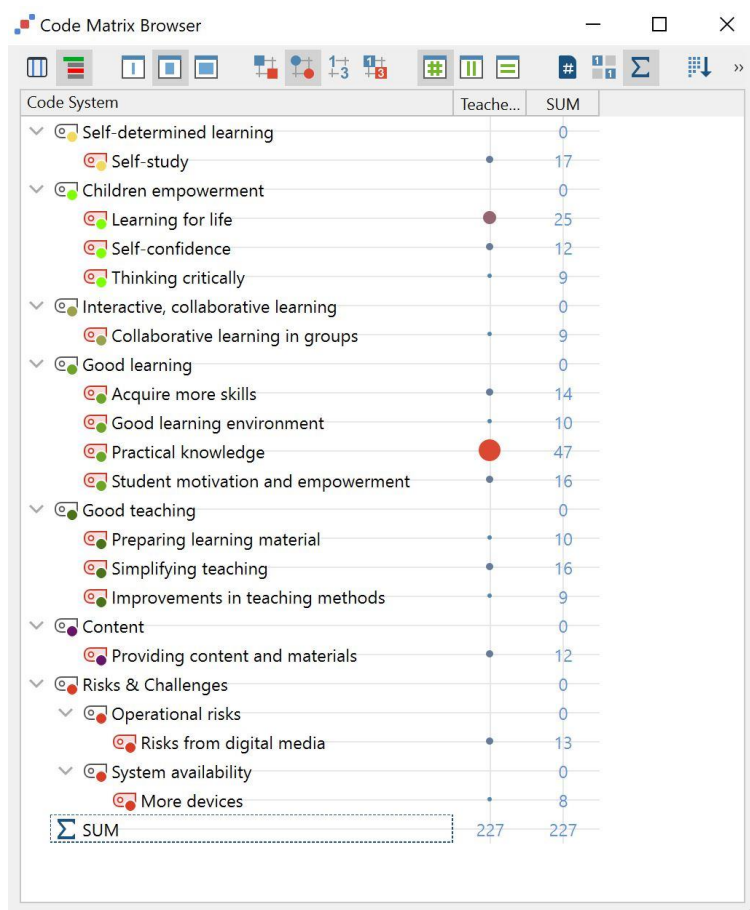 Code Matrix Browser
Code System Teache... SUM
Self-determined learning 0
Self-study 17
Children empowerment 0
Learning for life 25
Self-confidence 12
Thinking critically 9
Interactive, collaborative learning 0
Collaborative learning in groups 9
Good learning 0
Acquire more skills 14
Good learning environment 10
Practical knowledge 47
Student motivation and empowerment 16
Good teaching 0
Preparing learning material 10
Simplifying teaching 16
Improvements in teaching methods 9
Content 0
Providing content and materials 12
Risks & Challenges 0
Operational risks 0
Risks from digital media 13
System availability 0
More devices 8
Σ SUM 227 227